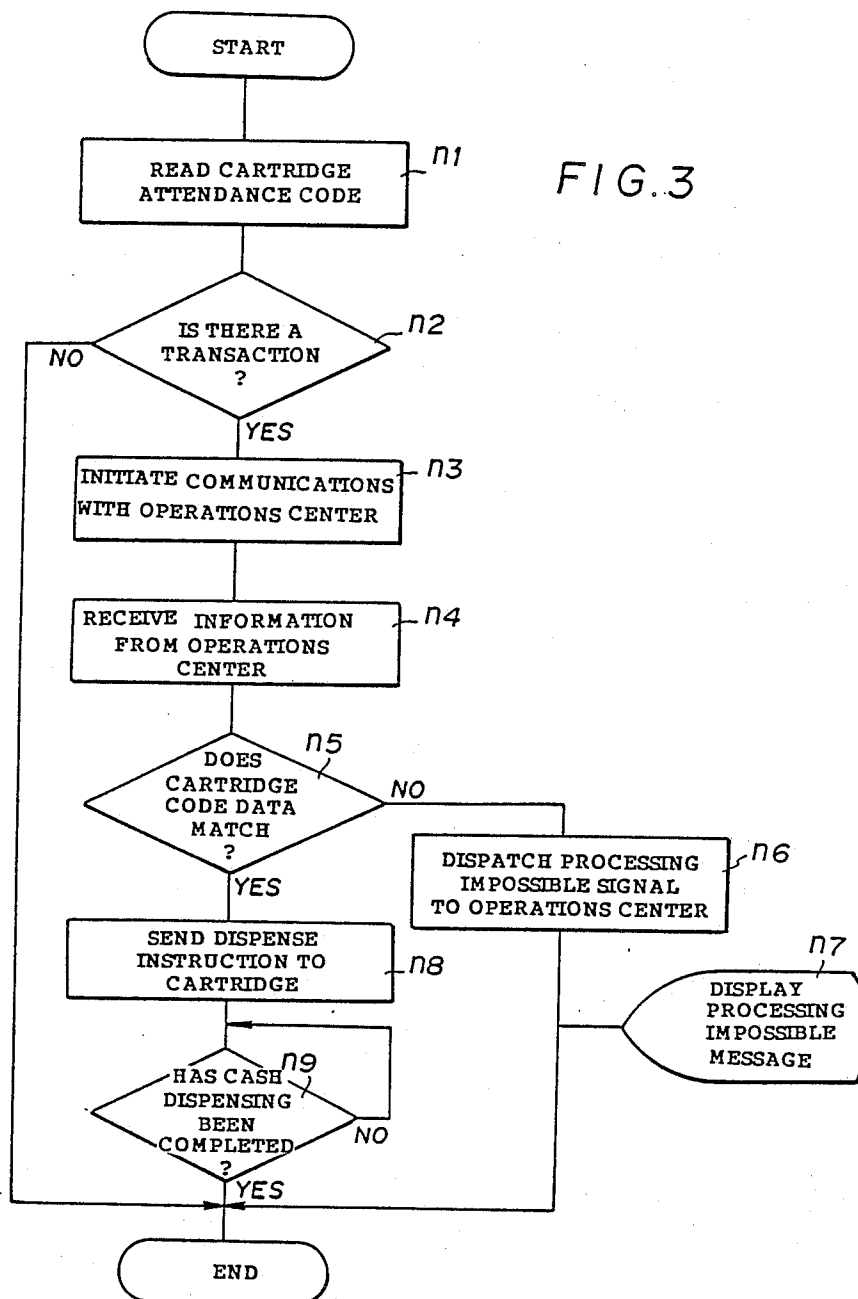 START
n1
READ CARTRIDGE
ATTENDANCE CODE
FIG.3
n2
IS THERE A
TRANSACTION
?
NO
YES
n3
INITIATE COMMUNICATIONS
WITH OPERATIONS CENTER
n4
RECEIVE INFORMATION
FROM OPERATIONS
CENTER
n5
DOES
CARTRIDGE
CODE DATA
MATCH
?
NO
YES
n6
DISPATCH PROCESSING
IMPOSSIBLE SIGNAL
TO OPERATIONS CENTER
SEND DISPENSE
INSTRUCTION TO
CARTRIDGE
n8
n7
DISPLAY
PROCESSING
IMPOSSIBLE
MESSAGE
n9
HAS CASH
DISPENSING
BEEN
COMPLETED
?
NO
YES
END